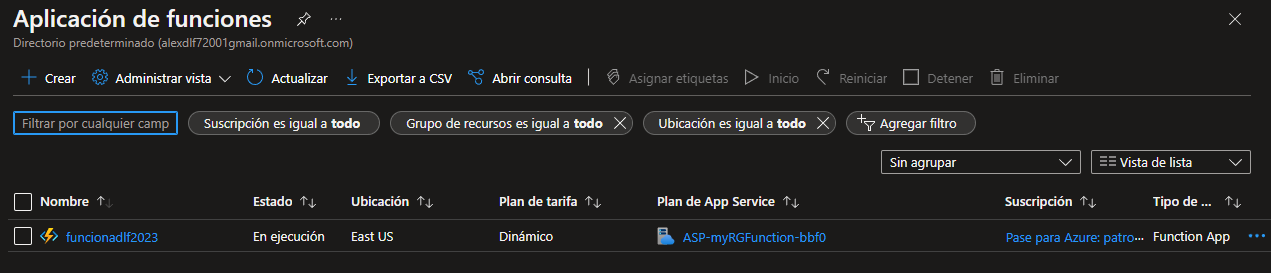 Aplicación de funciones
Directorio predeterminado (alexdlf72001gmail.onmicrosoft.com)
Crear Administrar vista Actualizar Exportar a CSV Abrir consulta Asignar etiquetas Inicio Reiniciar Detener Eliminar
Filtrar por cualquier camp Suscripción es igual a todo Grupo de recursos es igual a todo Ubicación es igual a todo Agregar filtro
Sin agrupar Vista de lista
Nombre Estado Ubicación Plan de tarifa Plan de App Service Suscripción Tipo de ...
funcionadlf2023 En ejecución East US Dinámico ASP-myRGFunction-bbf0 Pase para Azure: patro... Function App